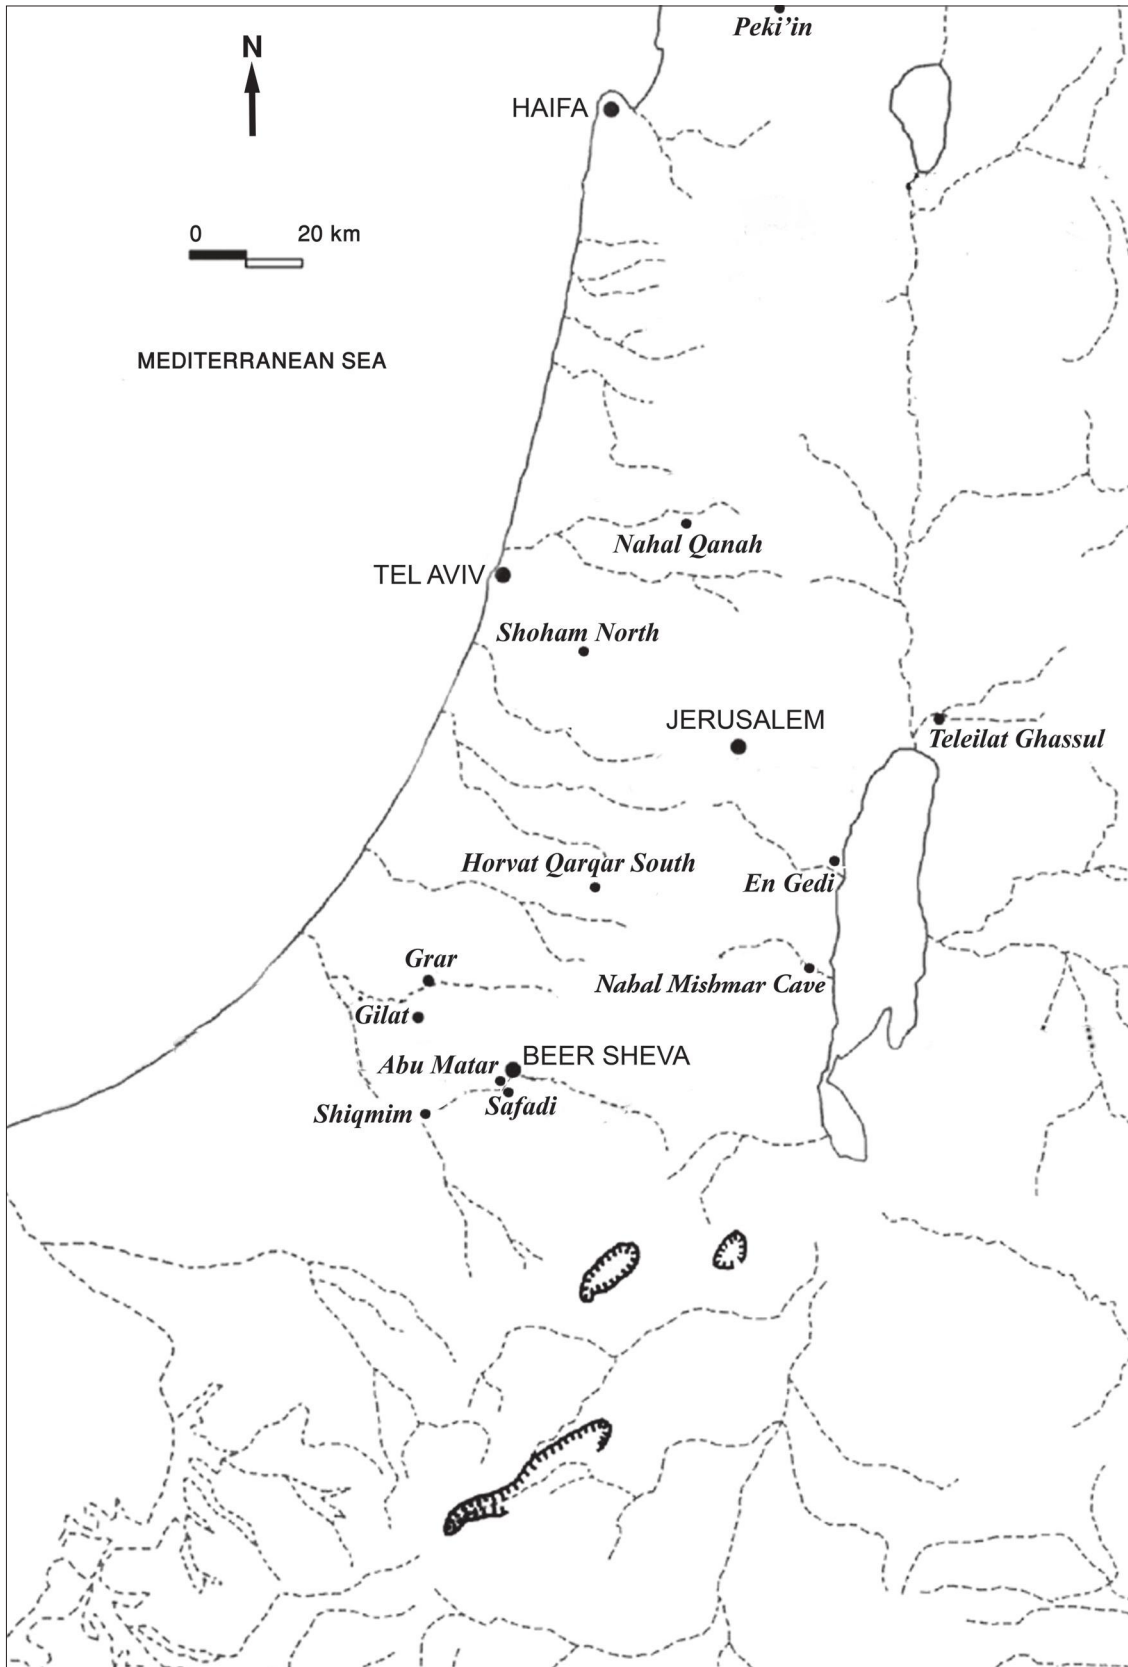 Peki’in
N
HAIFA
0 20 km
MEDITERRANEAN SEA
Nahal Qanah
TEL AVIV
Shoham North
JERUSALEM
Teleilat Ghassul
Horvat Qarqar South
En Gedi
Grar
Nahal Mishmar Cave
Gilat
BEER SHEVA
Abu Matar
Safadi
Shiqmim